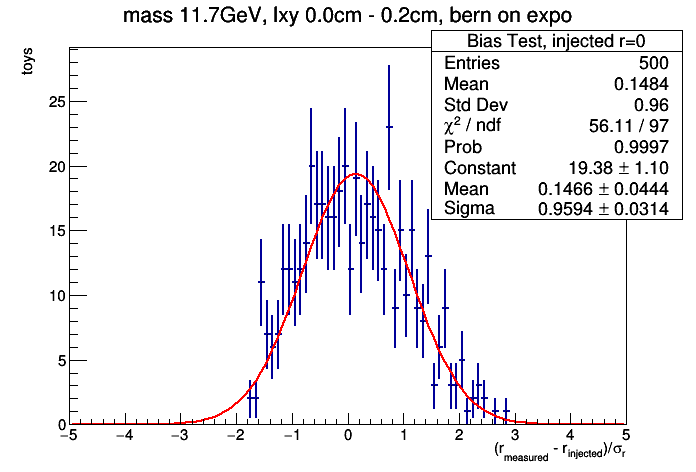 mass 11.7GeV, lxy 0.0cm - 0.2cm, bern on expo
toys
Bias Test, injected r=0
Entries 500
Mean 0.1484
Std Dev 0.96
χ² / ndf 56.11 / 97
Prob 0.9997
Constant 19.38 ± 1.10
Mean 0.1466 ± 0.0444
Sigma 0.9594 ± 0.0314
25
20
15
10
5
0
−5 −4 −3 −2 −1 0 1 2 3 4 5
(r_measured - r_injected)/σ_r